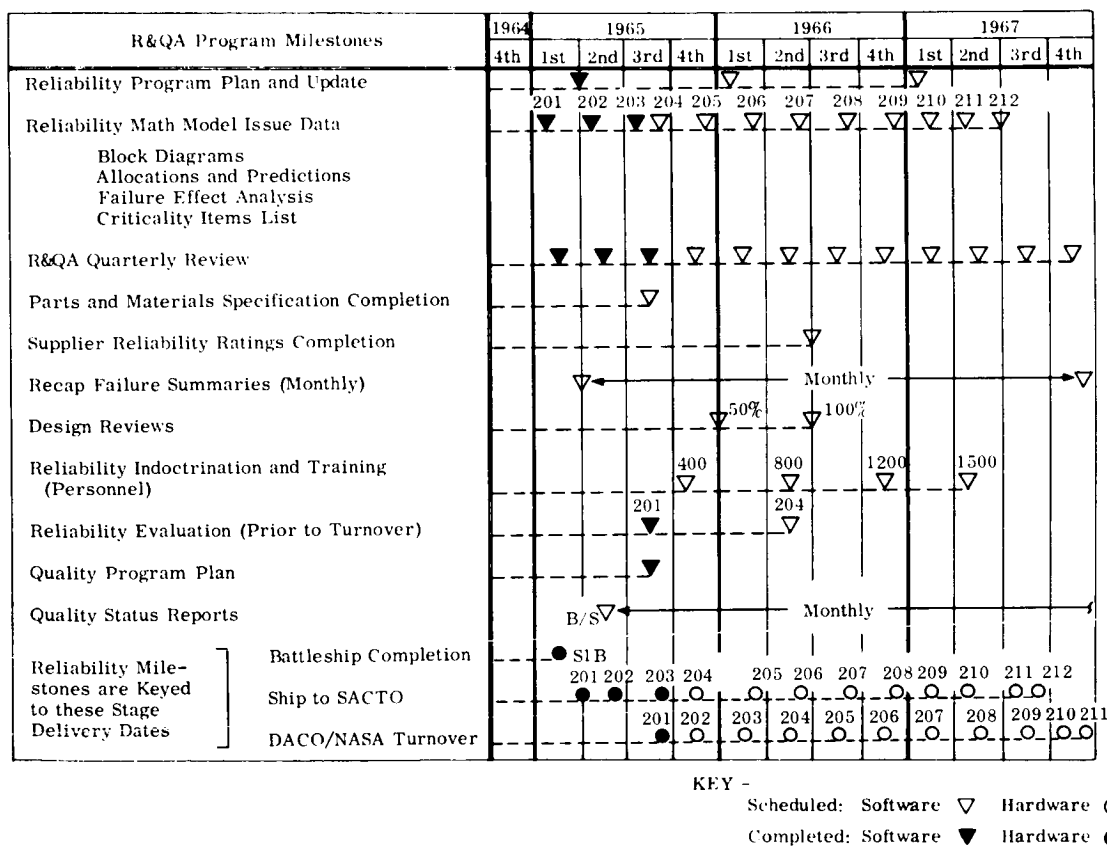 R&QA Program Milestones
1964 1965 1966 1967
4th 1st 2nd 3rd 4th 1st 2nd 3rd 4th 1st 2nd 3rd 4th
Reliability Program Plan and Update
201 202 203 204 205 206 207 208 209 210 211 212
Reliability Math Model Issue Data
Block Diagrams
Allocations and Predictions
Failure Effect Analysis
Criticality Items List
R&QA Quarterly Review
Parts and Materials Specification Completion
Supplier Reliability Ratings Completion
Recap Failure Summaries (Monthly) Monthly
50% 100%
Design Reviews
400 800 1200 1500
Reliability Indoctrination and Training
(Personnel)
201 204
Reliability Evaluation (Prior to Turnover)
Quality Program Plan
Quality Status Reports B/S Monthly
Reliability Mile-
stones are Keyed
to these Stage
Delivery Dates
Battleship Completion S1B
201 202 203 204 205 206 207 208 209 210 211 212
Ship to SACTO
201 202 203 204 205 206 207 208 209 210 211
DACO/NASA Turnover
KEY -
Scheduled: Software Hardware (
Completed: Software Hardware (